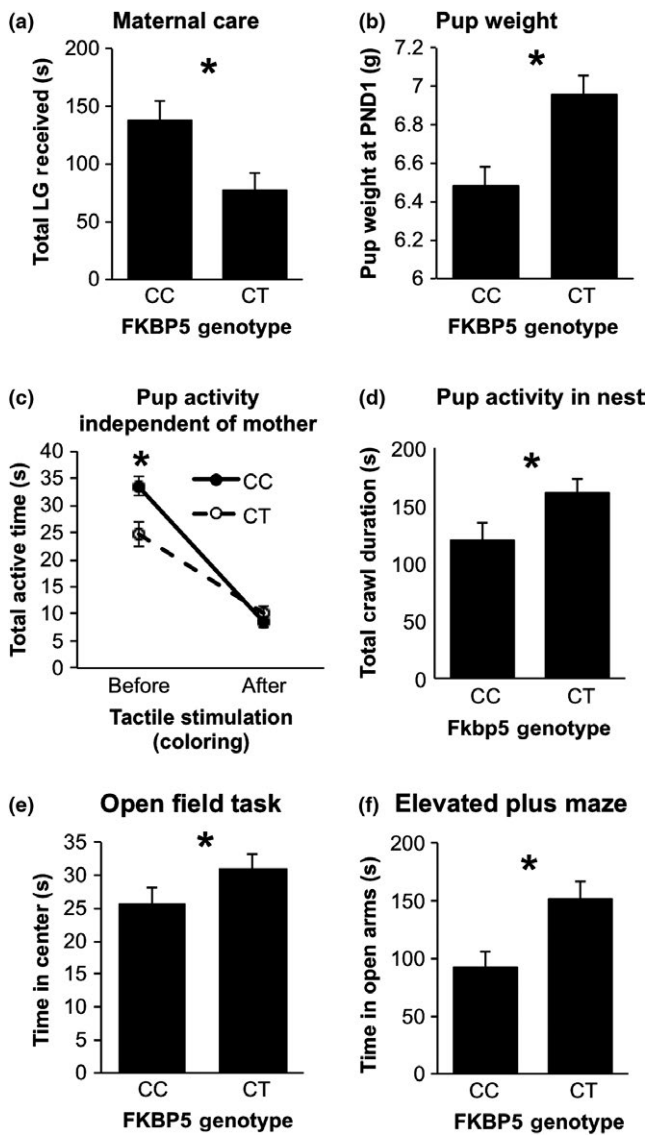 (a) Maternal care
*
Total LG received (s)
200
150
100
50
0
CC CT
FKBP5 genotype
(b) Pup weight
*
Pup weight at PND1 (g)
7.2
7
6.8
6.6
6.4
6.2
6
CC CT
FKBP5 genotype
(c) Pup activity
independent of mother
*
CC
CT
Total active time (s)
40
35
30
25
20
15
10
5
0
Before After
Tactile stimulation
(coloring)
(d) Pup activity in nest
*
Total crawl duration (s)
200
150
100
50
0
CC CT
Fkbp5 genotype
(e) Open field task
*
Time in center (s)
35
30
25
20
15
10
5
0
CC CT
FKBP5 genotype
(f) Elevated plus maze
*
Time in open arms (s)
200
150
100
50
0
CC CT
FKBP5 genotype